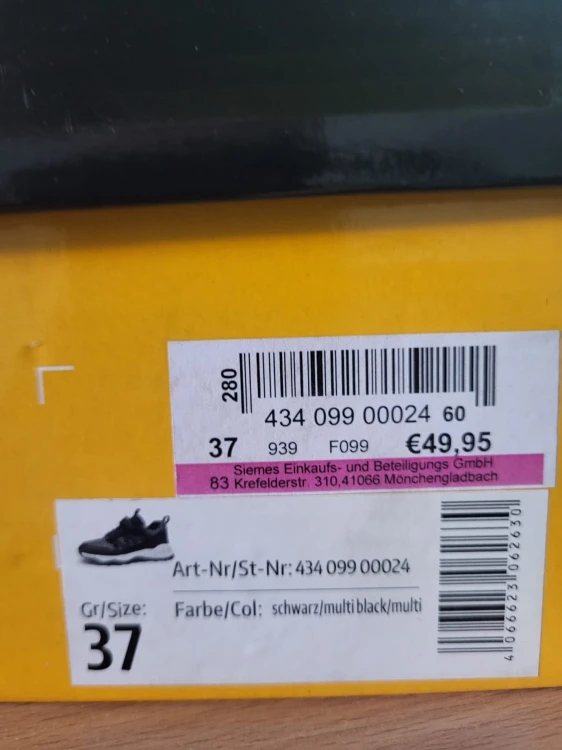 280
434 099 00024 60
37 939 F099 €49,95
Siemes Einkaufs- und Beteiligungs GmbH
83 Krefelderstr. 310,41066 Mönchengladbach
Art-Nr/St-Nr: 434 099 00024
Gr/Size: Farbe/Col: schwarz/multi black/multi
37
4066623062630